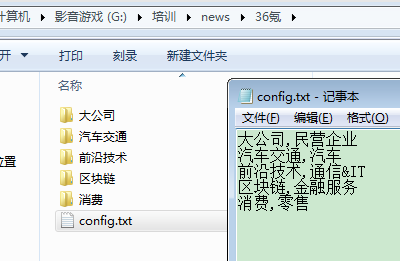 计算机 影音游戏 (G:) 培训 news 36氪
打开 打印 刻录 新建文件夹
名称
大公司
汽车交通
前沿技术
区块链
消费
config.txt
位置
config.txt - 记事本
文件(F) 编辑(E) 格式(O)
大公司,民营企业
汽车交通,汽车
前沿技术,通信&IT
区块链,金融服务
消费,零售